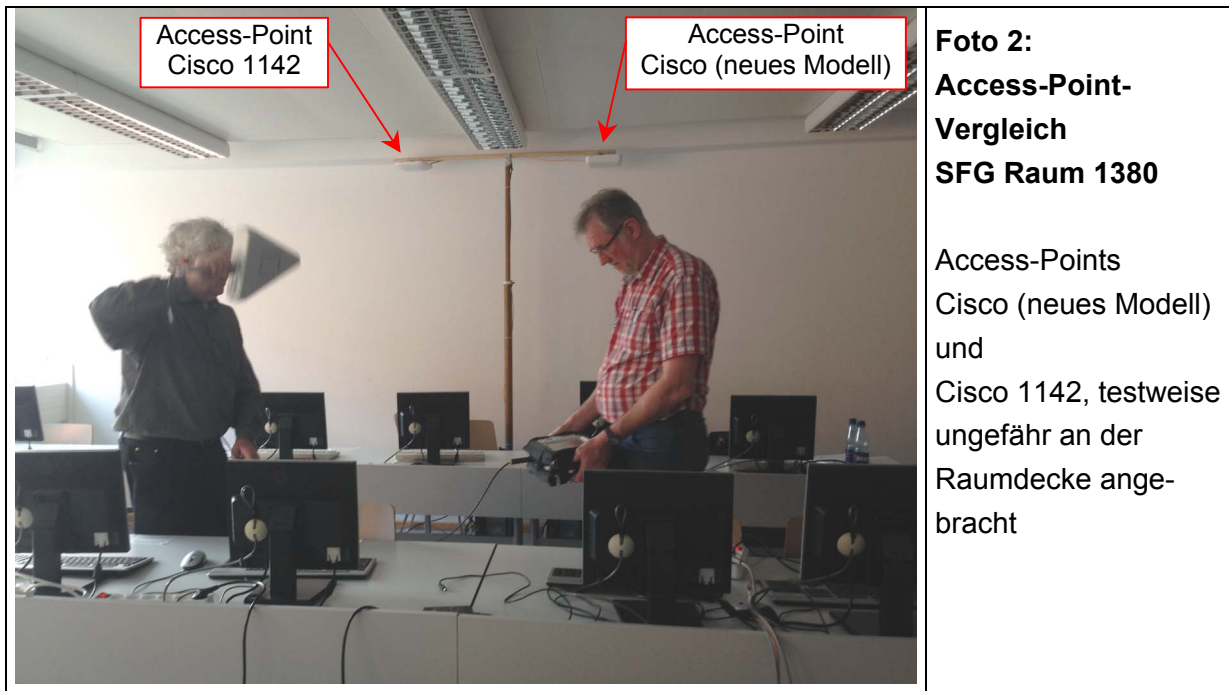 Access-Point
Cisco 1142
Access-Point
Cisco (neues Modell)
Foto 2:
Access-Point-
Vergleich
SFG Raum 1380
Access-Points
Cisco (neues Modell)
und
Cisco 1142, testweise
ungefähr an der
Raumdecke ange-
bracht